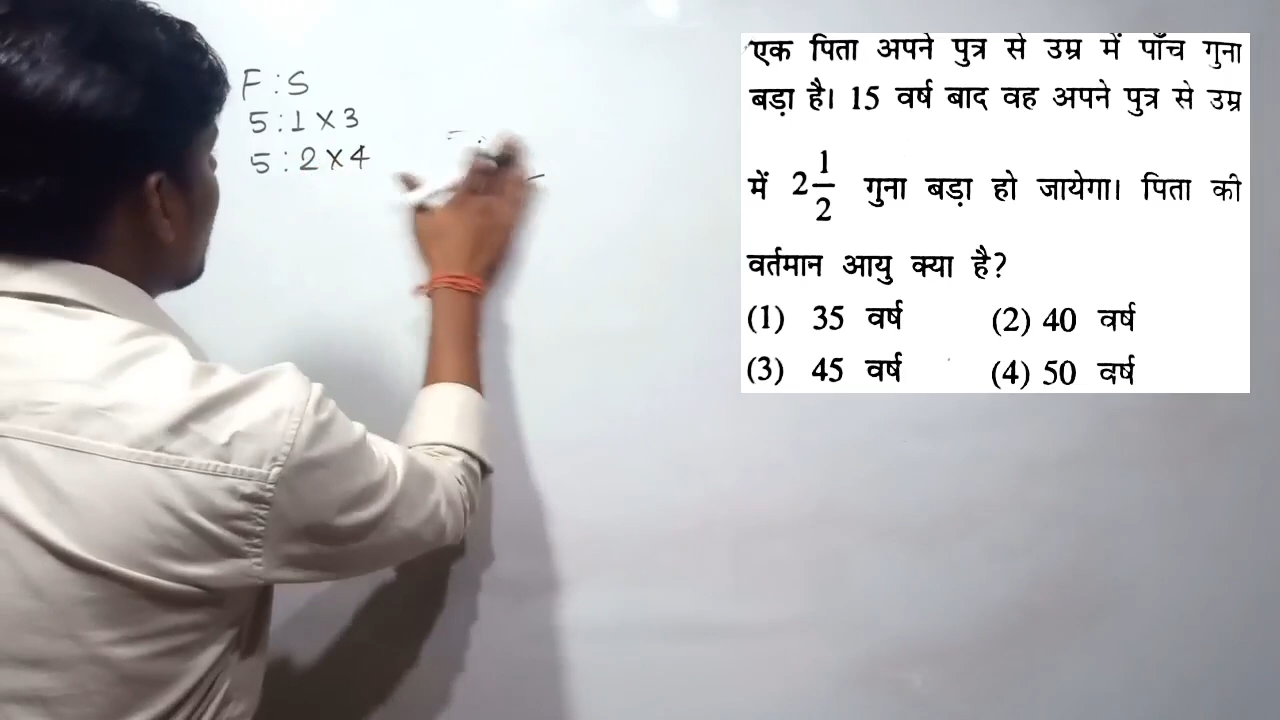 F : S
5 : 1 × 3
5 : 2 × 4
एक पिता अपने पुत्र से उम्र में पाँच गुना
बड़ा है। 15 वर्ष बाद वह अपने पुत्र से उम्र
में 2 1/2 गुना बड़ा हो जायेगा। पिता की
वर्तमान आयु क्या है?
(1) 35 वर्ष (2) 40 वर्ष
(3) 45 वर्ष (4) 50 वर्ष